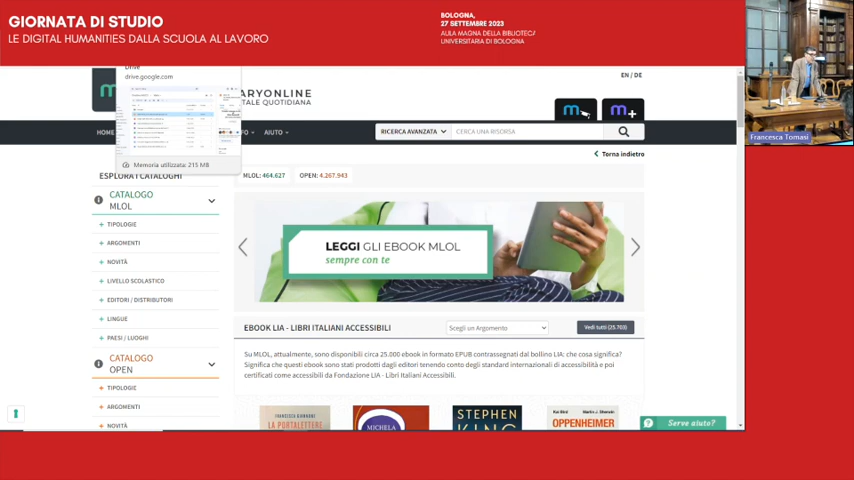 GIORNATA DI STUDIO
LE DIGITAL HUMANITIES DALLA SCUOLA AL LAVORO
BOLOGNA,
27 SETTEMBRE 2023
AULA MAGNA DELLA BIBLIOTECA
UNIVERSITARIA DI BOLOGNA
Francesca Tomasi
Drive
drive.google.com
Memoria utilizzata: 215 MB
ARYONLINE
TALE QUOTIDIANA
EN / DE
HOME
FO
AIUTO
RICERCA AVANZATA
CERCA UNA RISORSA
Torna indietro
MLOL: 464.627
OPEN: 4.267.943
ESPLORA I CATALOGHI
CATALOGO
MLOL
+ TIPOLOGIE
+ ARGOMENTI
+ NOVITÀ
+ LIVELLO SCOLASTICO
+ EDITORI / DISTRIBUTORI
+ LINGUE
+ PAESI / LUOGHI
CATALOGO
OPEN
+ TIPOLOGIE
+ ARGOMENTI
+ NOVITÀ
LEGGI GLI EBOOK MLOL
sempre con te
EBOOK LIA - LIBRI ITALIANI ACCESSIBILI
Scegli un Argomento
Vedi tutti (25.703)
Su MLOL, attualmente, sono disponibili circa 25.000 ebook in formato EPUB contrassegnati dal bollino LIA: che cosa significa?
Significa che questi ebook sono stati prodotti dagli editori tenendo conto degli standard internazionali di accessibilità e poi
certificati come accessibili da Fondazione LIA - Libri Italiani Accessibili.
LA PORTALETTERE
MICHELA
STEPHEN
KING
Kai Bird
Martin J. Sherwin
OPPENHEIMER
Serve aiuto?